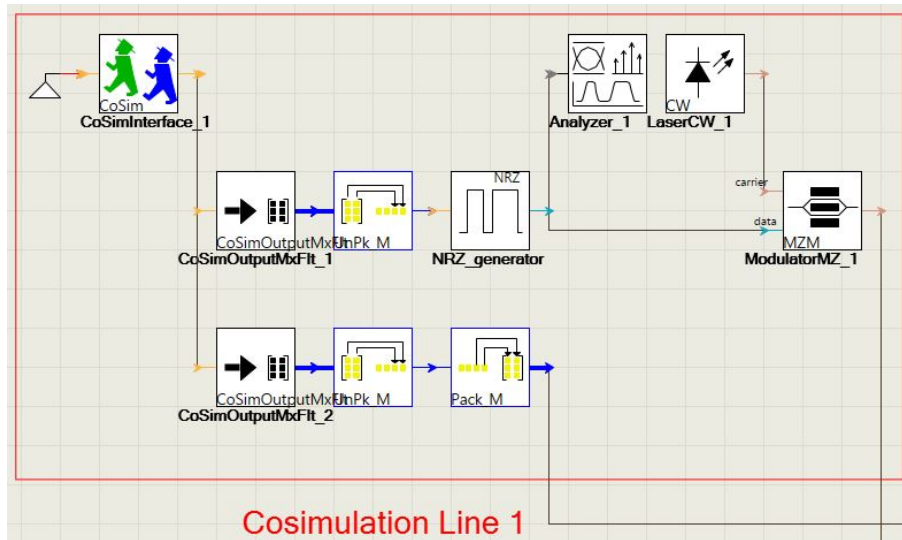 CoSim
CoSimInterface_1
Analyzer_1
CW
LaserCW_1
carrier
data
MZM
ModulatorMZ_1
NRZ
NRZ_generator
CoSimOutputMxFlt
CoSimOutputMxFlt_1
UnPk_M
CoSimOutputMxFlt
CoSimOutputMxFlt_2
UnPk_M
Pack_M
Cosimulation Line 1